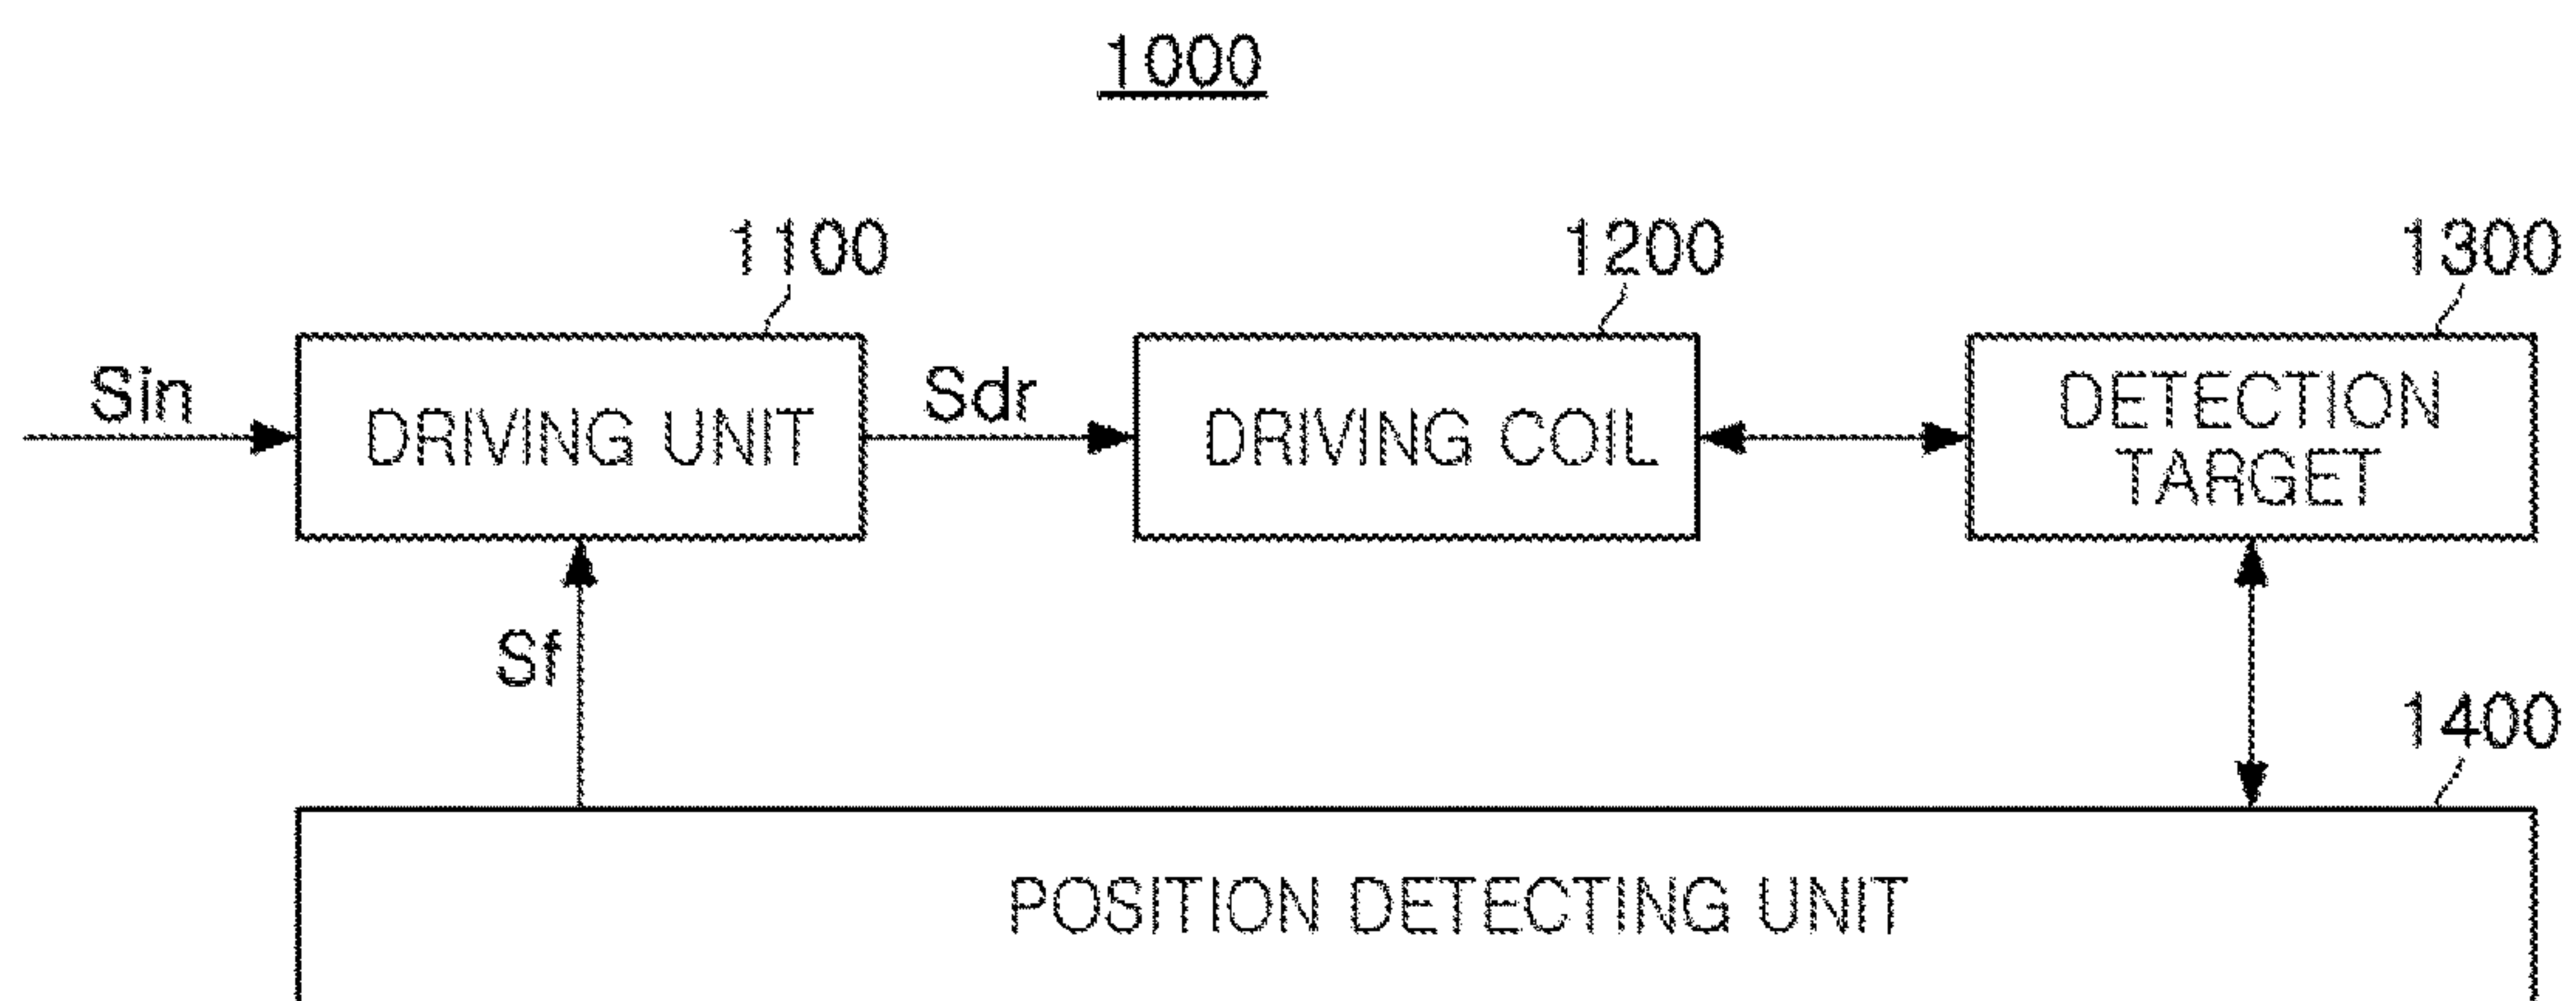 1000
1100
1200
1300
Sin
DRIVING UNIT
Sdr
DRIVING COIL
DETECTION
TARGET
Sf
1400
POSITION DETECTING UNIT